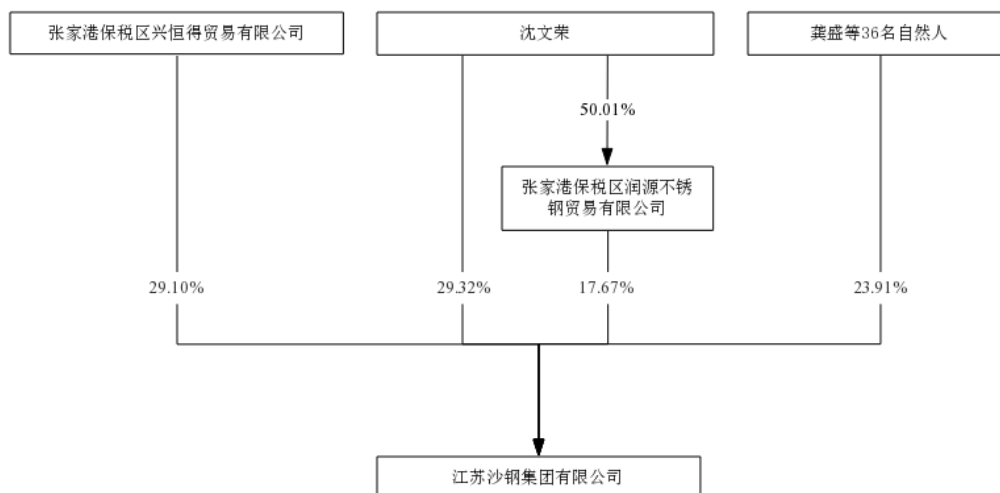 张家港保税区兴恒得贸易有限公司
沈文荣
龚盛等36名自然人
50.01%
张家港保税区润源不锈
钢贸易有限公司
29.10%
29.32%
17.67%
23.91%
江苏沙钢集团有限公司